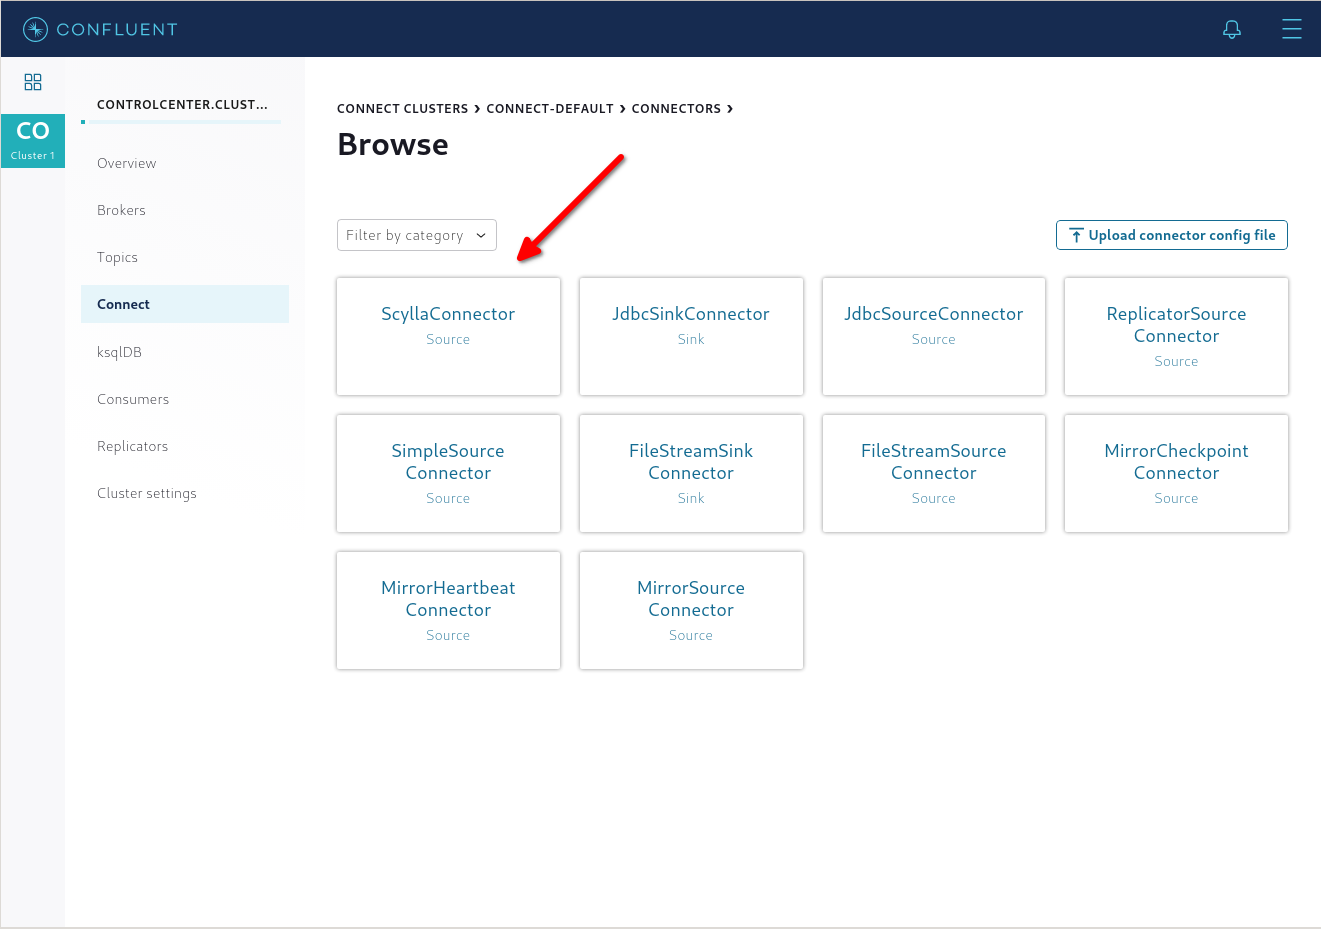 CONFLUENT
CO
Cluster 1
CONTROLCENTER.CLUST...
Overview
Brokers
Topics
Connect
ksqlDB
Consumers
Replicators
Cluster settings
CONNECT CLUSTERS › CONNECT-DEFAULT › CONNECTORS ›
Browse
Filter by category
Upload connector config file
ScyllaConnector
Source
JdbcSinkConnector
Sink
JdbcSourceConnector
Source
ReplicatorSource
Connector
Source
SimpleSource
Connector
Source
FileStreamSink
Connector
Sink
FileStreamSource
Connector
Source
MirrorCheckpoint
Connector
Source
MirrorHeartbeat
Connector
Source
MirrorSource
Connector
Source